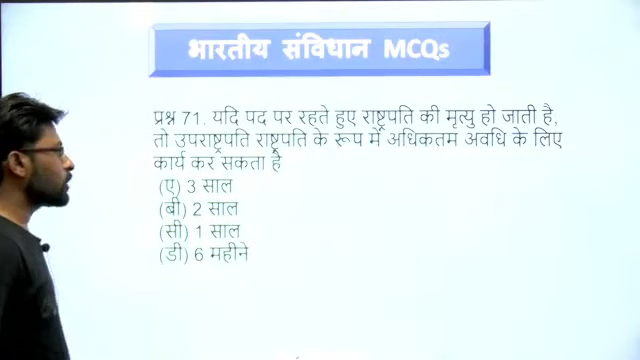 भारतीय संविधान MCQs
प्रश्न 71. यदि पद पर रहते हुए राष्ट्रपति की मृत्यु हो जाती है,
तो उपराष्ट्रपति राष्ट्रपति के रूप में अधिकतम अवधि के लिए
कार्य कर सकता है
(ए) 3 साल
(बी) 2 साल
(सी) 1 साल
(डी) 6 महीने